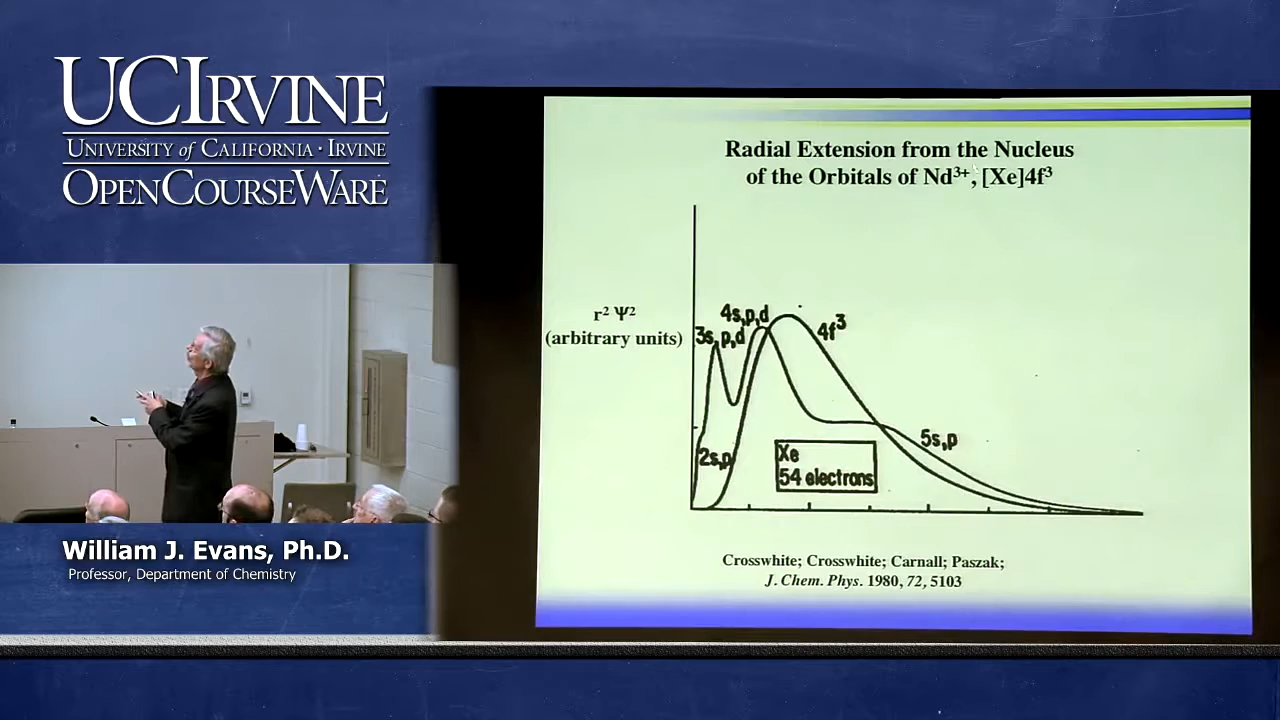 UCIRVINE
UNIVERSITY of CALIFORNIA · IRVINE
OPENCOURSEWARE
Radial Extension from the Nucleus
of the Orbitals of Nd³⁺, [Xe]4f³
r² Ψ²
(arbitrary units)
4s,p,d
3s,p,d
4f³
2s,p
5s,p
Xe
54 electrons
Crosswhite; Crosswhite; Carnall; Paszak;
J. Chem. Phys. 1980, 72, 5103
William J. Evans, Ph.D.
Professor, Department of Chemistry